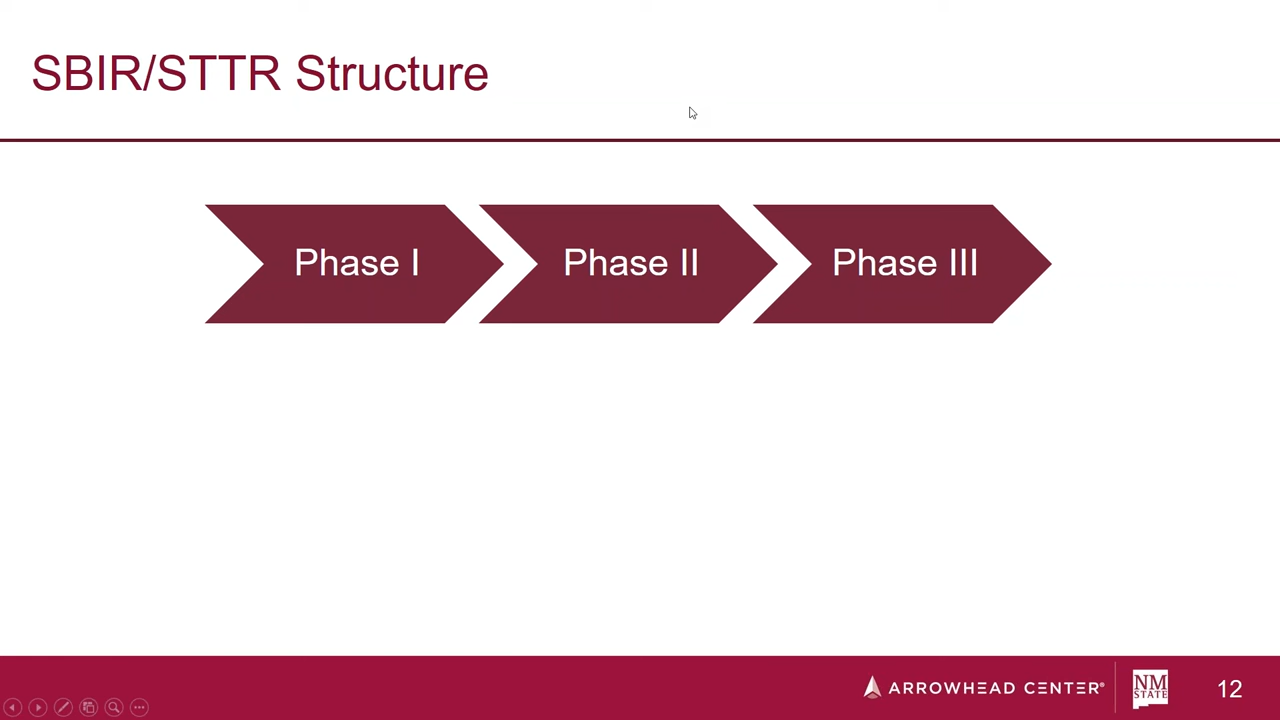 SBIR/STTR Structure
Phase I
Phase II
Phase III
ARROWHEAD CENTER®
NM
STATE
12